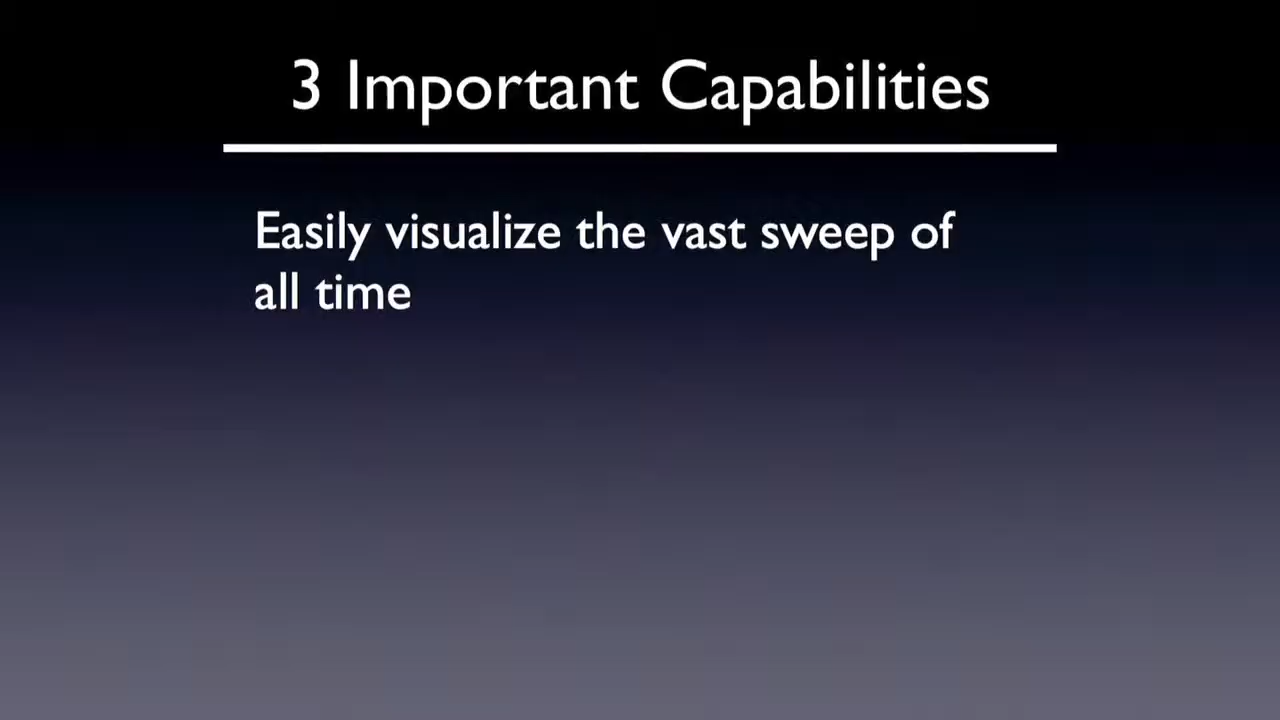 3 Important Capabilities
Easily visualize the vast sweep of
all time